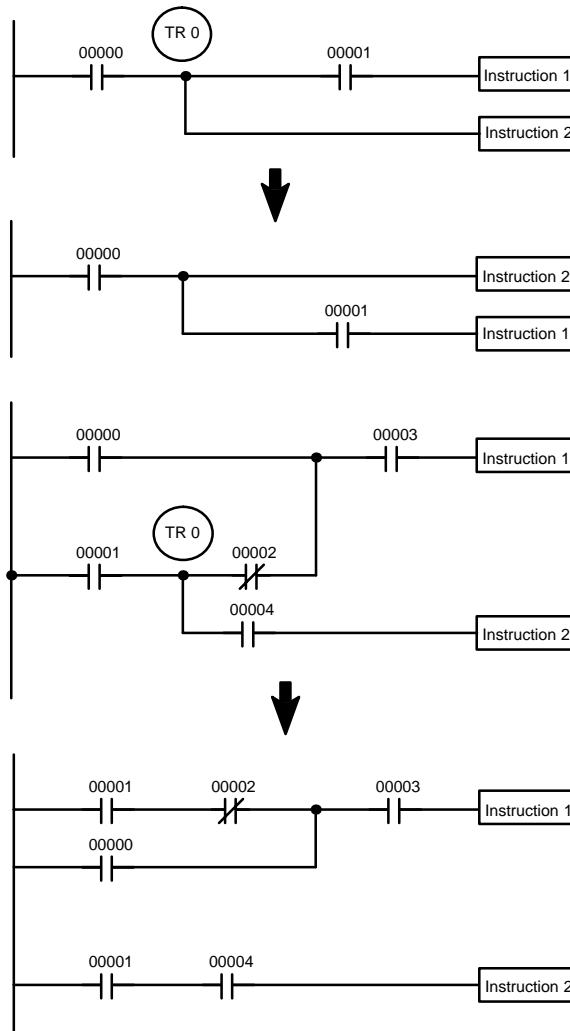 TR 0
00000 00001
Instruction 1
Instruction 2
00000
Instruction 2
00001
Instruction 1
00000 00003
Instruction 1
TR 0
00001 00002
00004
Instruction 2
00001 00002 00003
Instruction 1
00000
00001 00004
Instruction 2